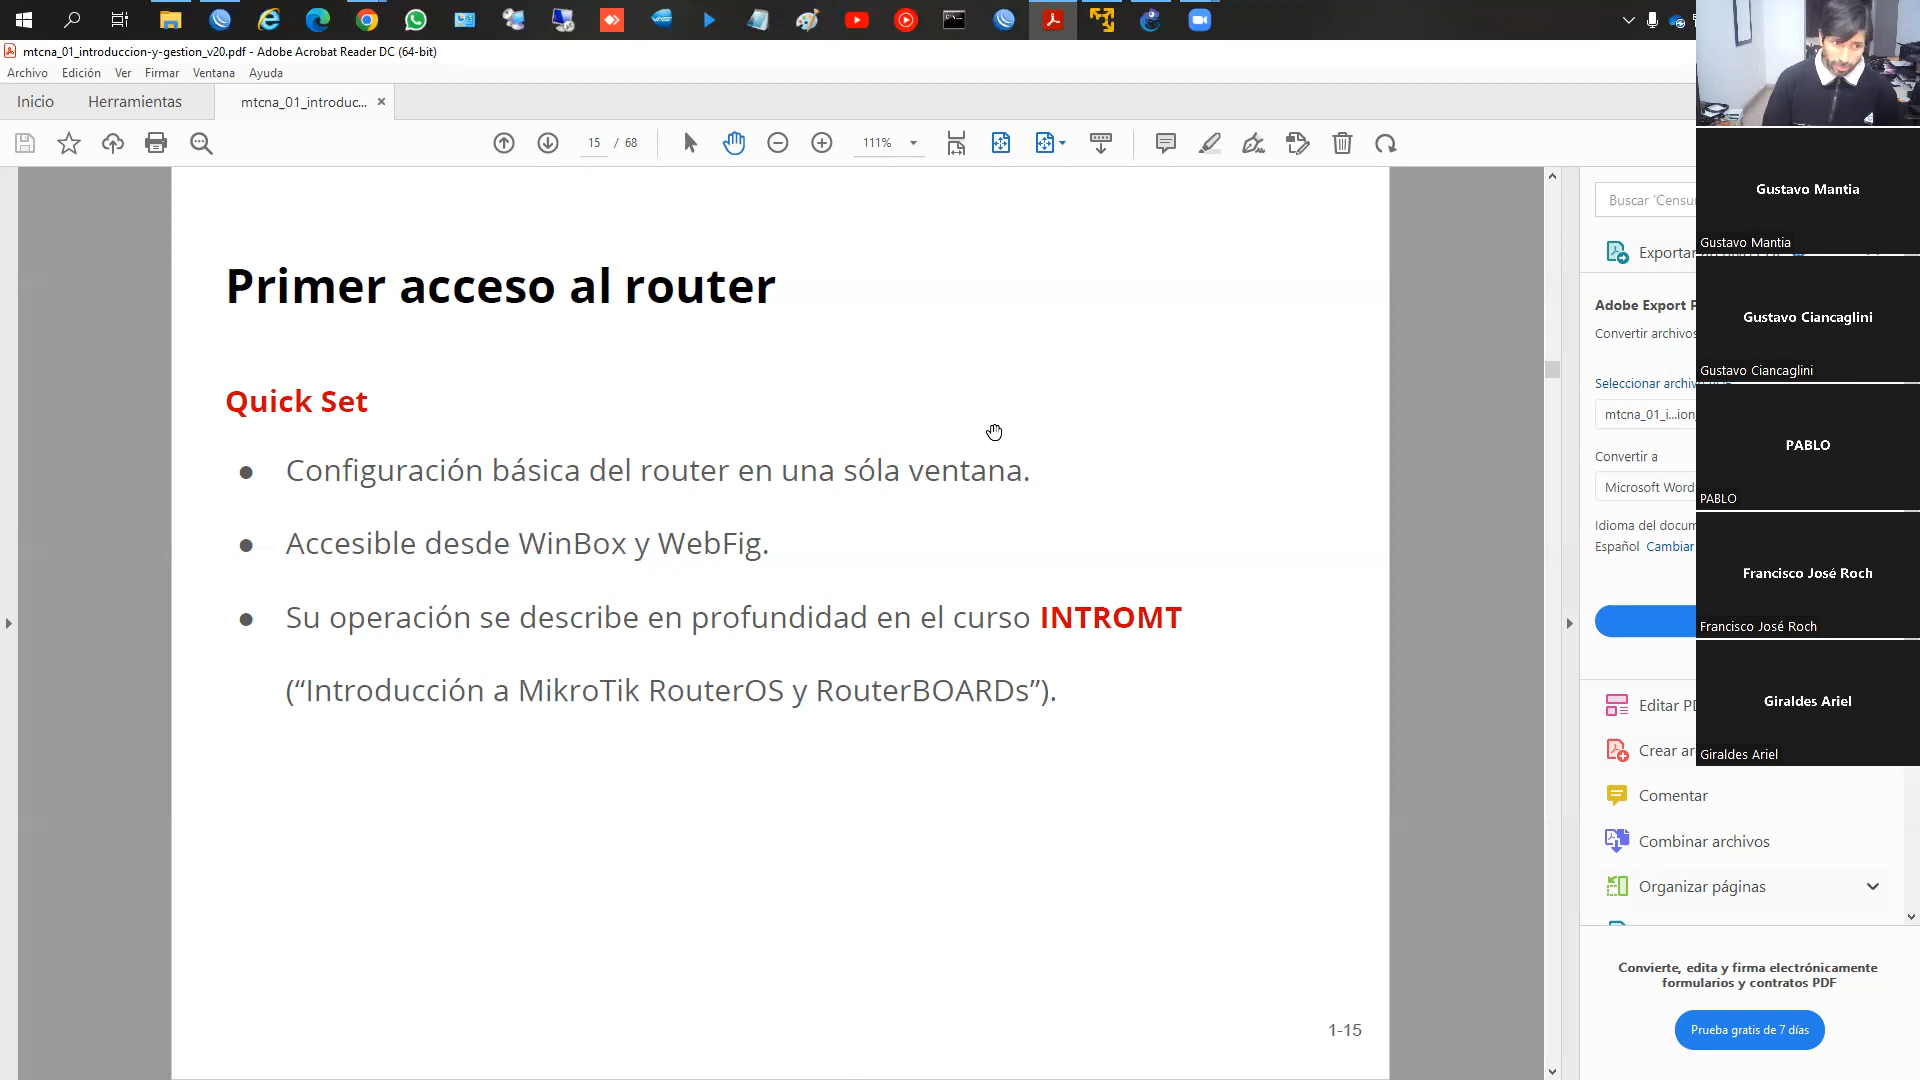 mtcna_01_introduccion-y-gestion_v20.pdf - Adobe Acrobat Reader DC (64-bit)
Archivo Edición Ver Firmar Ventana Ayuda
Inicio Herramientas mtcna_01_introduc... ×
15 / 68 111%
Primer acceso al router
Quick Set
● Configuración básica del router en una sóla ventana.
● Accesible desde WinBox y WebFig.
● Su operación se describe en profundidad en el curso INTROMT
(“Introducción a MikroTik RouterOS y RouterBOARDs”).
1-15
Buscar 'Censu
Exportar
Adobe Export P
Convertir archivos
Seleccionar archiv
mtcna_01_i...ion
Convertir a
Microsoft Word
Idioma del docum
Español Cambiar
Editar PD
Crear ar
Comentar
Combinar archivos
Organizar páginas
Convierte, edita y firma electrónicamente
formularios y contratos PDF
Prueba gratis de 7 días
Gustavo Mantia
Gustavo Mantia
Gustavo Ciancaglini
Gustavo Ciancaglini
PABLO
PABLO
Francisco José Roch
Francisco José Roch
Giraldes Ariel
Giraldes Ariel